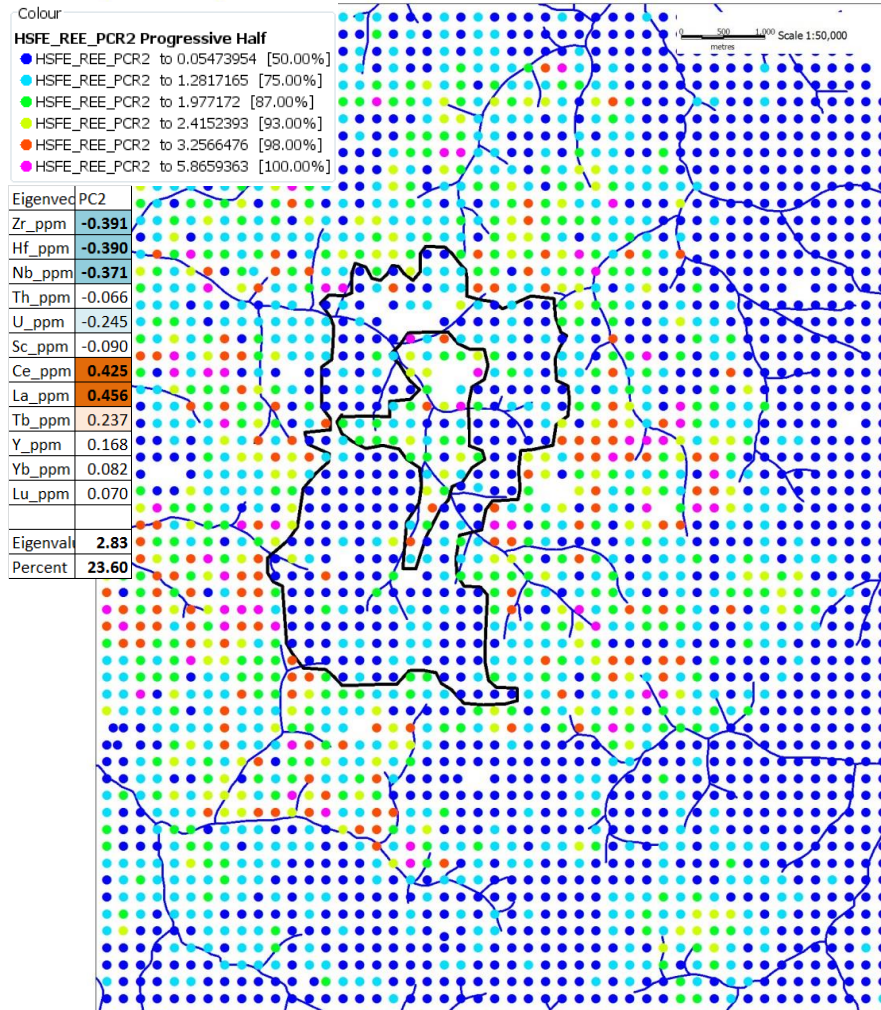 Colour
HSFE_REE_PCR2 Progressive Half
HSFE_REE_PCR2 to 0.05473954 [50.00%]
HSFE_REE_PCR2 to 1.2817165 [75.00%]
HSFE_REE_PCR2 to 1.977172 [87.00%]
HSFE_REE_PCR2 to 2.4152393 [93.00%]
HSFE_REE_PCR2 to 3.2566476 [98.00%]
HSFE_REE_PCR2 to 5.8659363 [100.00%]
0 500 1,000 Scale 1:50,000
metres
Eigenvec PC2
Zr_ppm -0.391
Hf_ppm -0.390
Nb_ppm -0.371
Th_ppm -0.066
U_ppm -0.245
Sc_ppm -0.090
Ce_ppm 0.425
La_ppm 0.456
Tb_ppm 0.237
Y_ppm 0.168
Yb_ppm 0.082
Lu_ppm 0.070
Eigenvalu 2.83
Percent 23.60